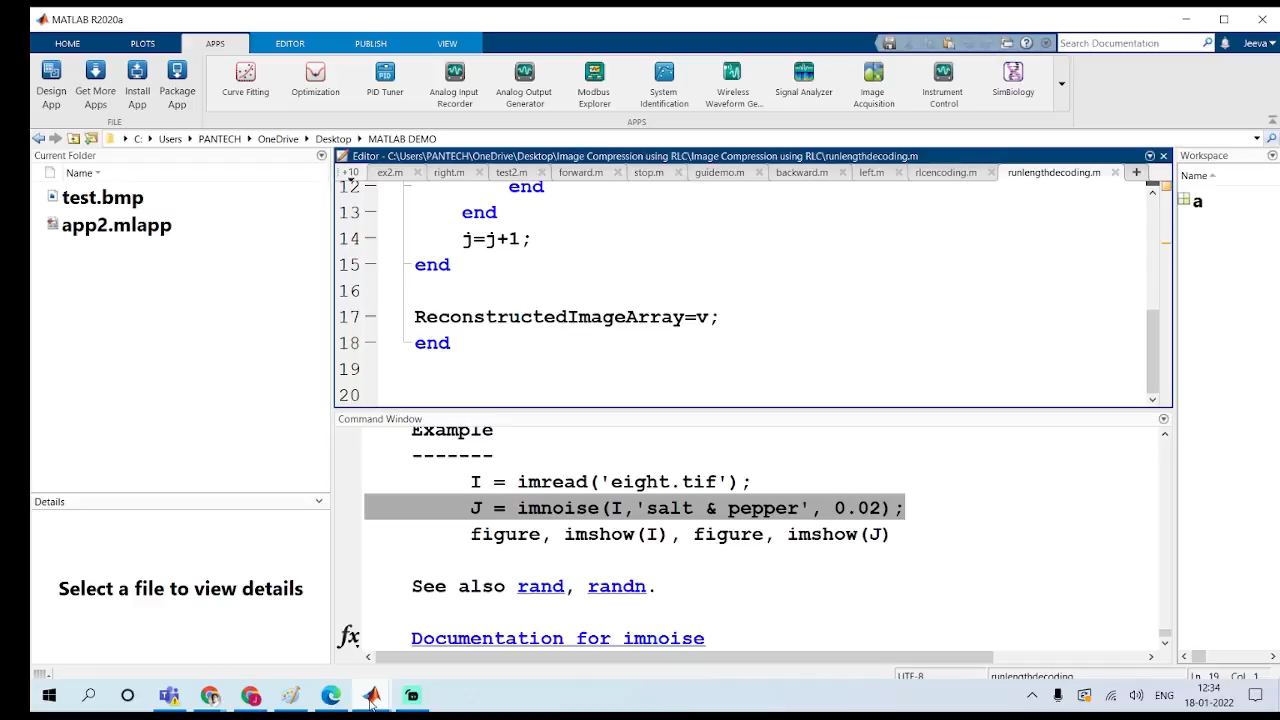 MATLAB R2020a
HOME PLOTS APPS EDITOR PUBLISH VIEW Search Documentation Jeeva
Design App Get More Apps Install App Package App Curve Fitting Optimization PID Tuner Analog Input Recorder Analog Output Generator Modbus Explorer System Identification Wireless Waveform Ge... Signal Analyzer Image Acquisition Instrument Control SimBiology
FILE APPS
C: Users PANTECH OneDrive Desktop MATLAB DEMO
Current Folder
Name
test.bmp
app2.mlapp
Details
Select a file to view details
Editor - C:\Users\PANTECH\OneDrive\Desktop\Image Compression using RLC\Image Compression using RLC\runlengthdecoding.m
+10 ex2.m right.m test2.m forward.m stop.m guidemo.m backward.m left.m rlcencoding.m runlengthdecoding.m
12 end
13 end
14 j=j+1;
15 end
16
17 ReconstructedImageArray=v;
18 end
19
20
Command Window
Example
-------
I = imread('eight.tif');
J = imnoise(I,'salt & pepper', 0.02);
figure, imshow(I), figure, imshow(J)
See also rand, randn.
fx Documentation for imnoise
Workspace
Name
a
UTF-8 runlengthdecoding Ln 19 Col 1
ENG 12:34
18-01-2022